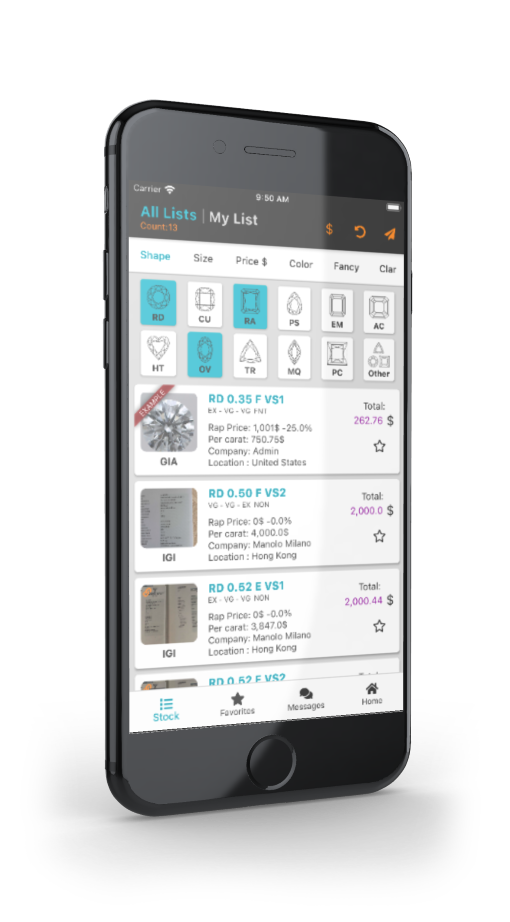 Carrier
9:50 AM
All Lists | My List
Count:13
$
Shape Size Price $ Color Fancy Clar
RD CU RA PS EM AC
HT OV TR MQ PC Other
EXAMPLE
RD 0.35 F VS1
EX - VG - VG FNT
Rap Price: 1,001$ -25.0%
Per carat: 750.75$
Company: Admin
Location : United States
GIA
Total:
262.76 $
RD 0.50 F VS2
VG - VG - EX NON
Rap Price: 0$ -0.0%
Per carat: 4,000.0$
Company: Manolo Milano
Location : Hong Kong
IGI
Total:
2,000.0 $
RD 0.52 E VS1
EX - VG - VG NON
Rap Price: 0$ -0.0%
Per carat: 3,847.0$
Company: Manolo Milano
Location : Hong Kong
IGI
Total:
2,000.44 $
RD 0.52 F VS2
Stock Favorites Messages Home